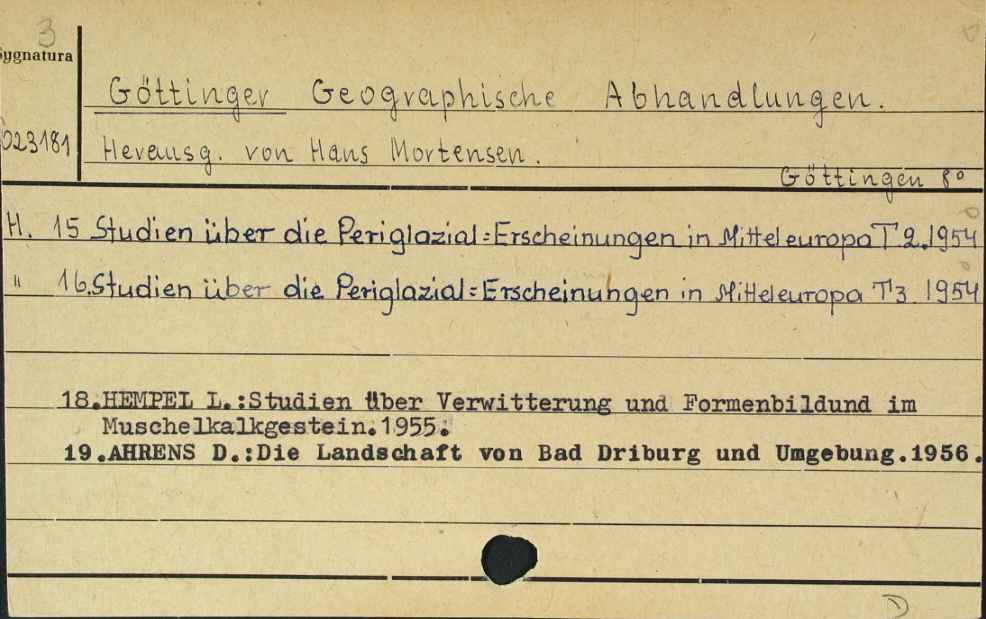 3
Sygnatura
Göttinger Geographische Abhandlungen.
023181
Herausg. von Hans Mortensen.
Göttingen 8°
H. 15 Studien über die Periglazial=Erscheinungen in Mitteleuropa T.2.1954
" 16.Studien über die Periglazial=Erscheinungen in Mitteleuropa T3 1954
18.HEMPEL L.:Studien über Verwitterung und Formenbildund im
Muschelkalkgestein.1955.
19.AHRENS D.:Die Landschaft von Bad Driburg und Umgebung.1956.